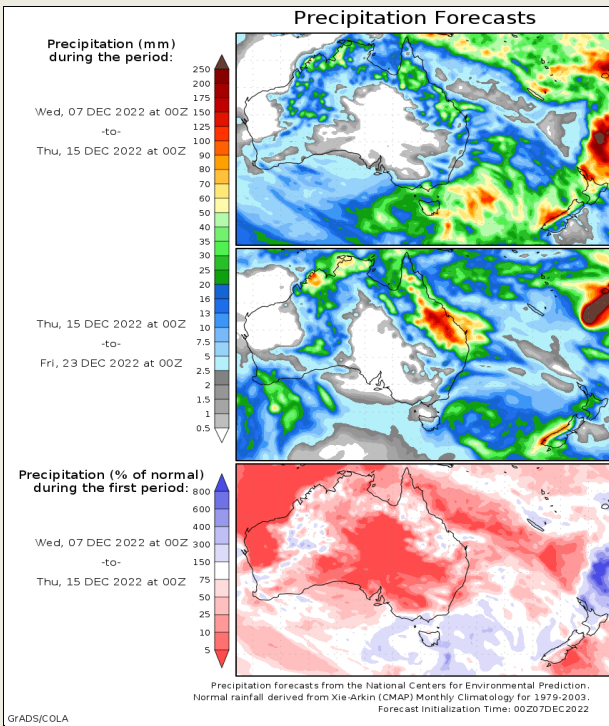 Precipitation Forecasts
Precipitation (mm)
during the period:
250
200
175
150
125
100
90
80
70
60
50
40
35
30
25
20
16
13
10
7.5
5
2.5
2
1.5
1
0.5
Wed, 07 DEC 2022 at 00Z
-to-
Thu, 15 DEC 2022 at 00Z
Thu, 15 DEC 2022 at 00Z
-to-
Fri, 23 DEC 2022 at 00Z
Precipitation (% of normal)
during the first period:
800
600
400
300
150
75
50
25
10
5
Wed, 07 DEC 2022 at 00Z
-to-
Thu, 15 DEC 2022 at 00Z
Precipitation forecasts from the National Centers for Environmental Prediction.
Normal rainfall derived from Xie-Arkin (CMAP) Monthly Climatology for 1979-2003.
Forecast Initialization Time: 00Z07DEC2022
GrADS/COLA